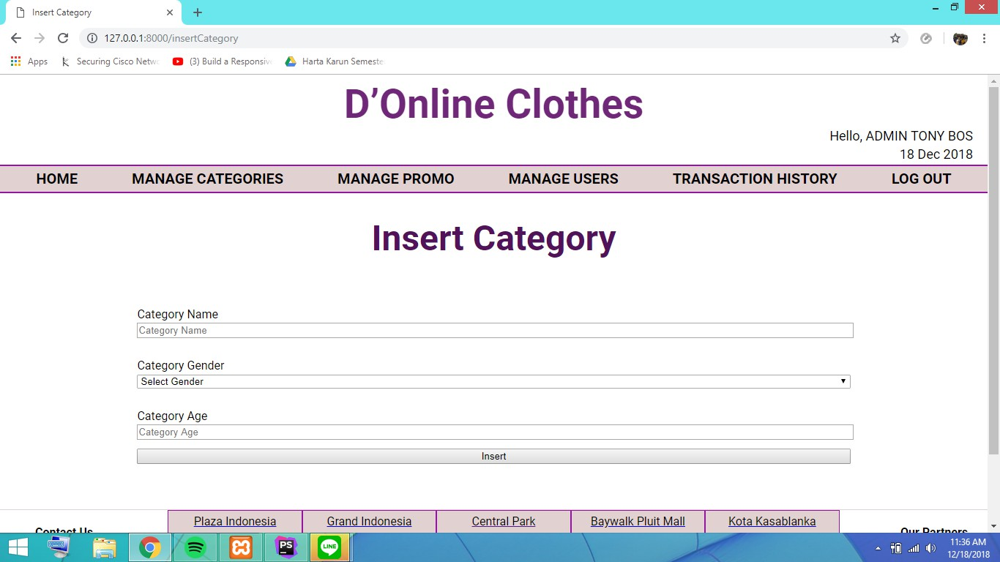 Insert Category
127.0.0.1:8000/insertCategory
Apps
Securing Cisco Netwo
(3) Build a Responsive
Harta Karun Semeste
D’Online Clothes
Hello, ADMIN TONY BOS
18 Dec 2018
HOME MANAGE CATEGORIES MANAGE PROMO MANAGE USERS TRANSACTION HISTORY LOG OUT
Insert Category
Category Name
Category Name
Category Gender
Select Gender
Category Age
Category Age
Insert
Plaza Indonesia Grand Indonesia Central Park Baywalk Pluit Mall Kota Kasablanka
Contact Us
Our Partners
PS
LINE
11:36 AM
12/18/2018